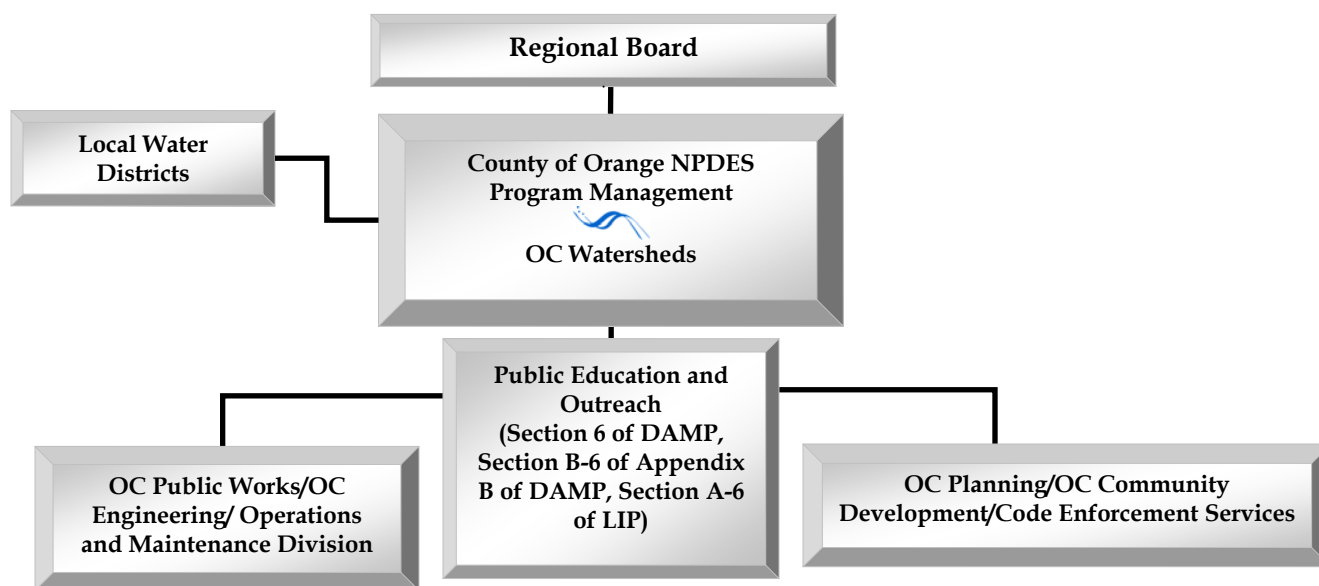 Regional Board
Local Water
Districts
County of Orange NPDES
Program Management
OC Watersheds
Public Education and
Outreach
(Section 6 of DAMP,
Section B-6 of Appendix
B of DAMP, Section A-6
of LIP)
OC Public Works/OC
Engineering/ Operations
and Maintenance Division
OC Planning/OC Community
Development/Code Enforcement Services